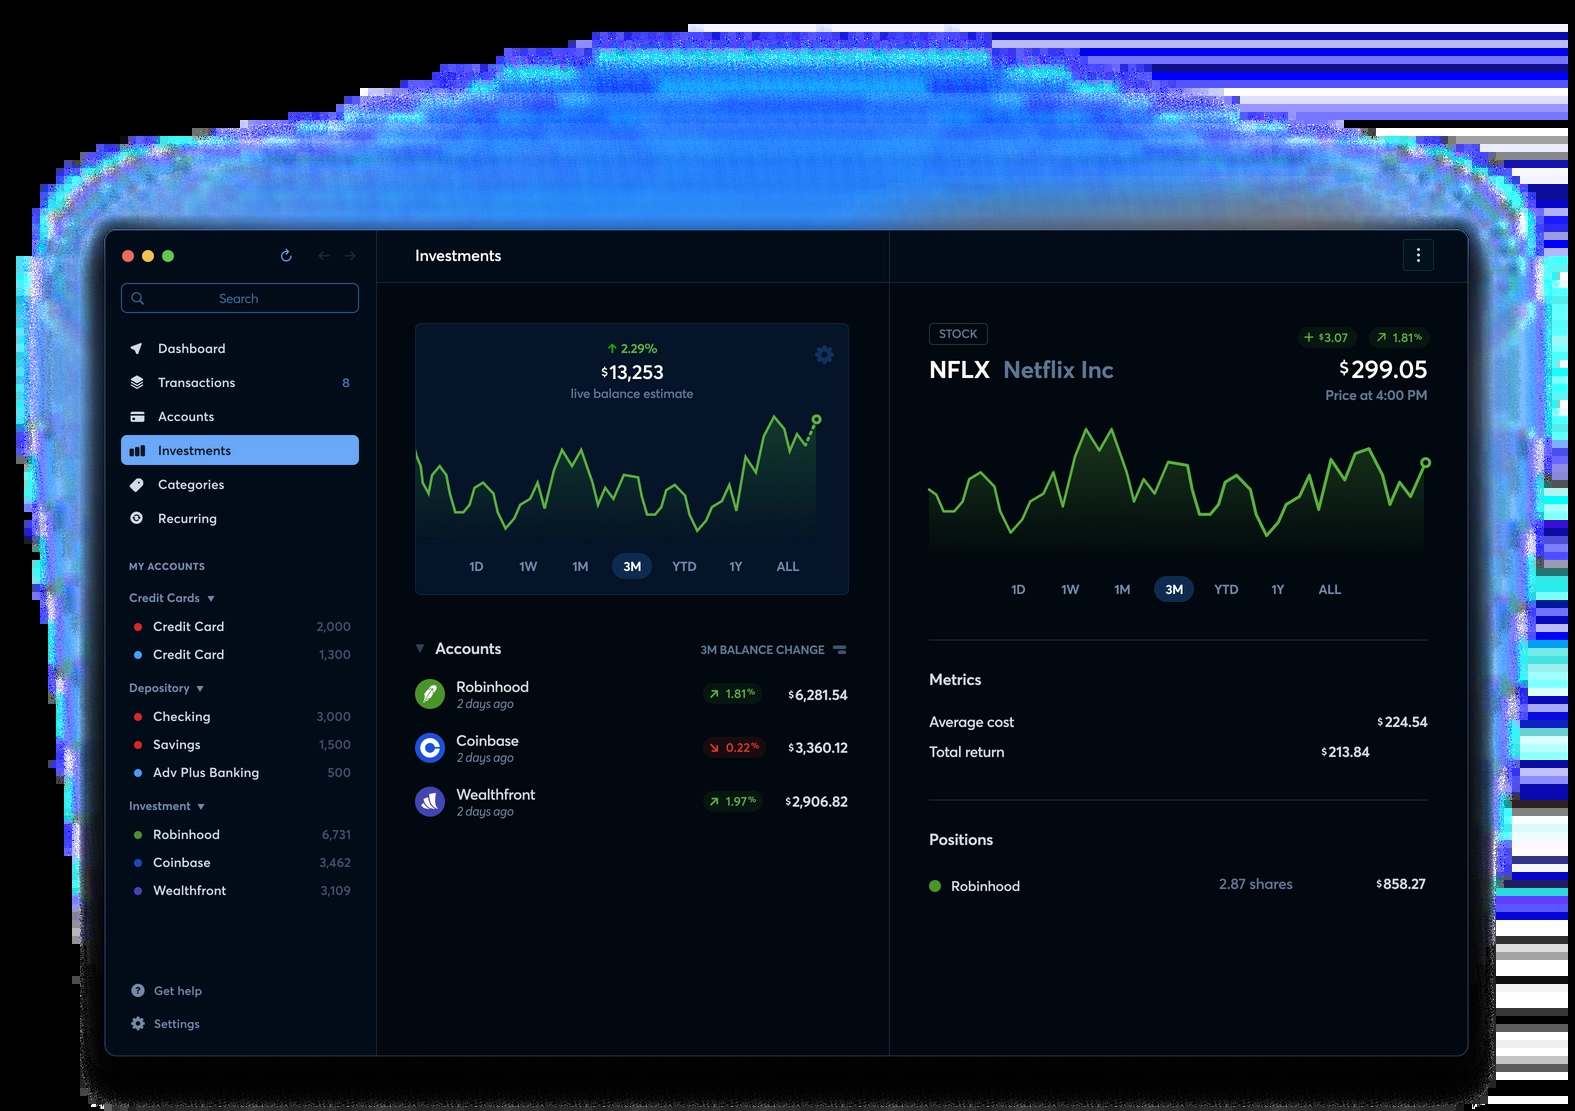 Investments
Search
Dashboard
Transactions 8
Accounts
Investments
Categories
Recurring
MY ACCOUNTS
Credit Cards
Credit Card 2,000
Credit Card 1,300
Depository
Checking 3,000
Savings 1,500
Adv Plus Banking 500
Investment
Robinhood 6,731
Coinbase 3,462
Wealthfront 3,109
Get help
Settings
2.29%
$13,253
live balance estimate
1D 1W 1M 3M YTD 1Y ALL
Accounts 3M BALANCE CHANGE
Robinhood 1.81% $6,281.54
2 days ago
Coinbase 0.22% $3,360.12
2 days ago
Wealthfront 1.97% $2,906.82
2 days ago
STOCK +$3.07 1.81%
NFLX Netflix Inc $299.05
Price at 4:00 PM
1D 1W 1M 3M YTD 1Y ALL
Metrics
Average cost $224.54
Total return $213.84
Positions
Robinhood 2.87 shares $858.27